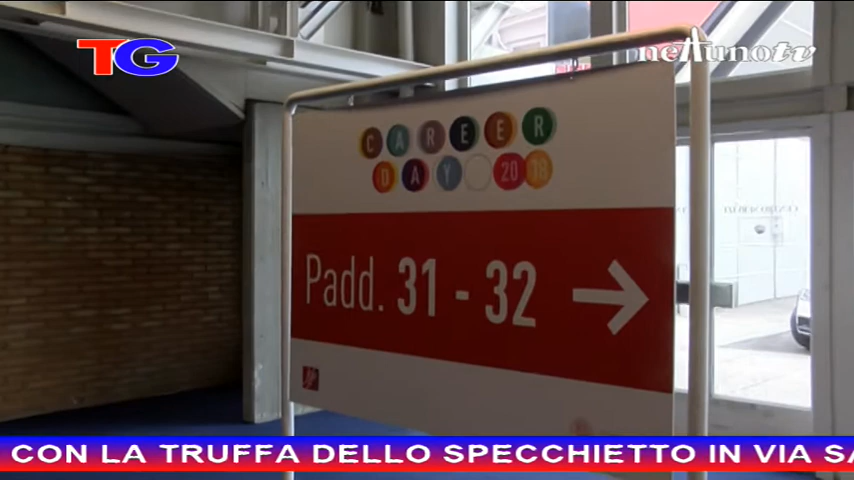 TG
nettunotv
CAREER
DAY 2018
Padd. 31 - 32 →
CON LA TRUFFA DELLO SPECCHIETTO IN VIA SA